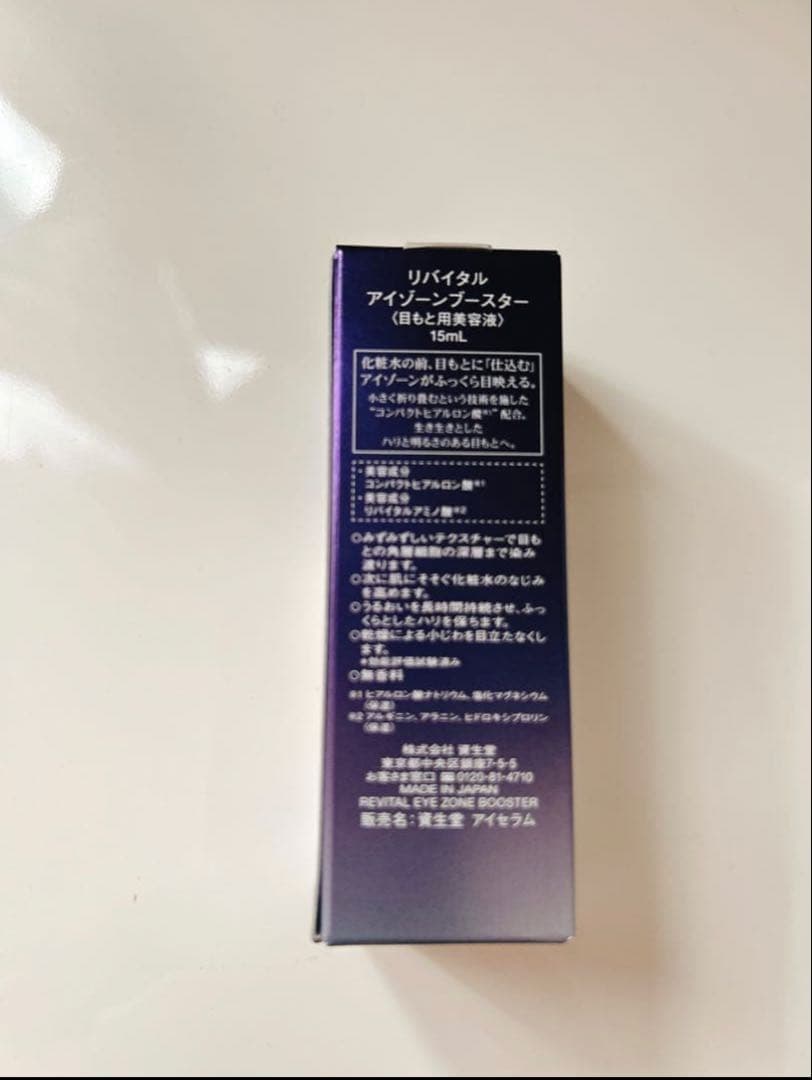 リバイタル
アイゾーンブースター
〈目もと用美容液〉
15mL
化粧水の前、目もとに「仕込む」
アイゾーンがふっくら目映える。
小さく折り畳むという技術を施した
“コンパクトヒアルロン酸※1”配合。
生き生きとした
ハリと明るさのある目もとへ。
・美容成分
コンパクトヒアルロン酸※1
・美容成分
リバイタルアミノ酸※2
○みずみずしいテクスチャーで目も
との角層細胞の深層まで染み
渡ります。
○次に肌にそそぐ化粧水のなじみ
を高めます。
○うるおいを長時間持続させ、ふっ
くらとしたハリを保ちます。
○乾燥による小じわを目立たなくし
ます。
*効能評価試験済み
○無香料
※1 ヒアルロン酸ナトリウム、塩化マグネシウム
(保湿)
※2 アルギニン、アラニン、ヒドロキシプロリン
(保湿)
株式会社 資生堂
東京都中央区銀座7-5-5
お客さま窓口 0120-81-4710
MADE IN JAPAN
REVITAL EYE ZONE BOOSTER
販売名：資生堂 アイセラム